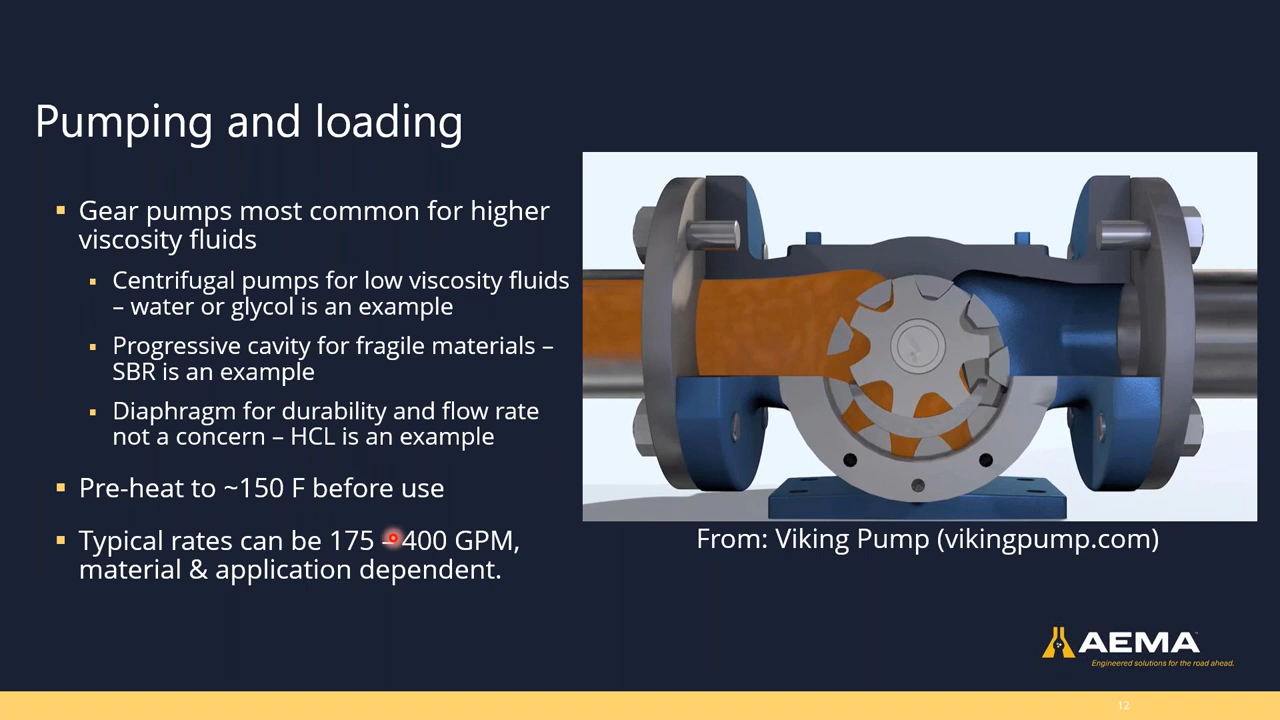 Pumping and loading
Gear pumps most common for higher
viscosity fluids
Centrifugal pumps for low viscosity fluids
– water or glycol is an example
Progressive cavity for fragile materials –
SBR is an example
Diaphragm for durability and flow rate
not a concern – HCL is an example
Pre-heat to ~150 F before use
Typical rates can be 175 – 400 GPM,
material & application dependent.
From: Viking Pump (vikingpump.com)
AEMA
Engineered solutions for the road ahead.
12